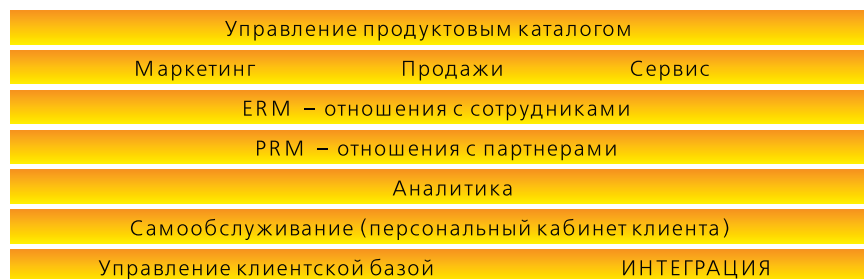 Управление продуктовым каталогом
Маркетинг Продажи Сервис
ERM – отношения с сотрудниками
PRM – отношения с партнерами
Аналитика
Самообслуживание (персональный кабинет клиента)
Управление клиентской базой ИНТЕГРАЦИЯ